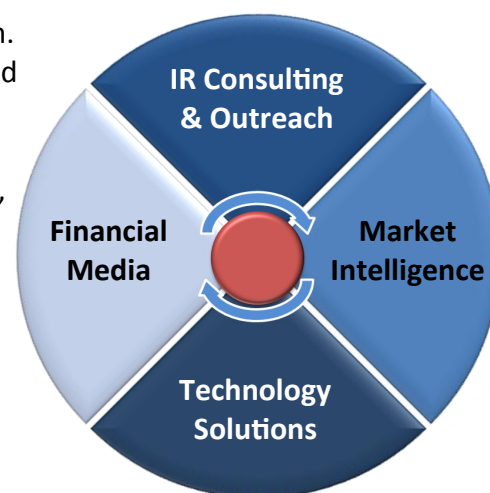 n.
IR Consulting
d
& Outreach
,
Financial
Media
Market
Intelligence
Technology
Solutions